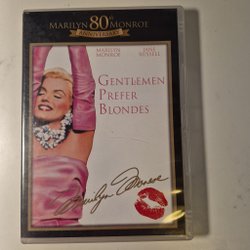 MARILYN 80th MONROE
ANNIVERSARY
MARILYN MONROE
JANE RUSSELL
GENTLEMEN
PREFER
BLONDES
Marilyn Monroe